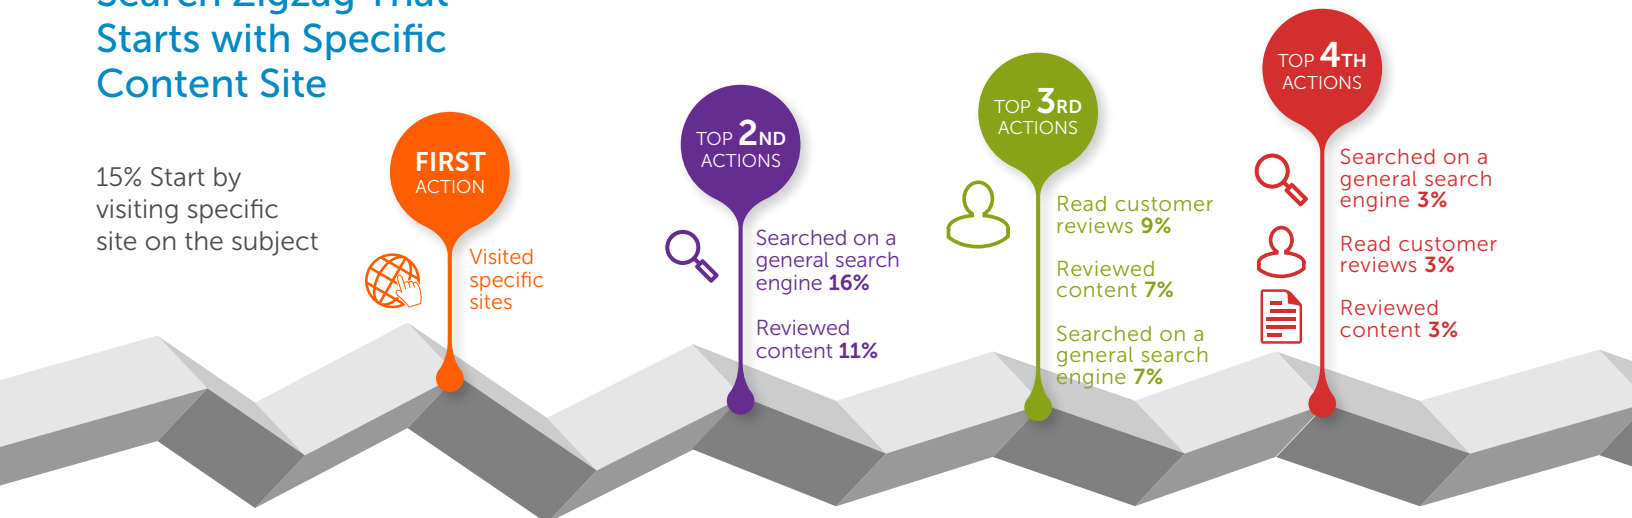 Search Zigzag That
Starts with Specific
Content Site
15% Start by
visiting specific
site on the subject
FIRST
ACTION
Visited
specific
sites
TOP 2ND
ACTIONS
Searched on a
general search
engine 16%
Reviewed
content 11%
TOP 3RD
ACTIONS
Read customer
reviews 9%
Reviewed
content 7%
Searched on a
general search
engine 7%
TOP 4TH
ACTIONS
Searched on a
general search
engine 3%
Read customer
reviews 3%
Reviewed
content 3%